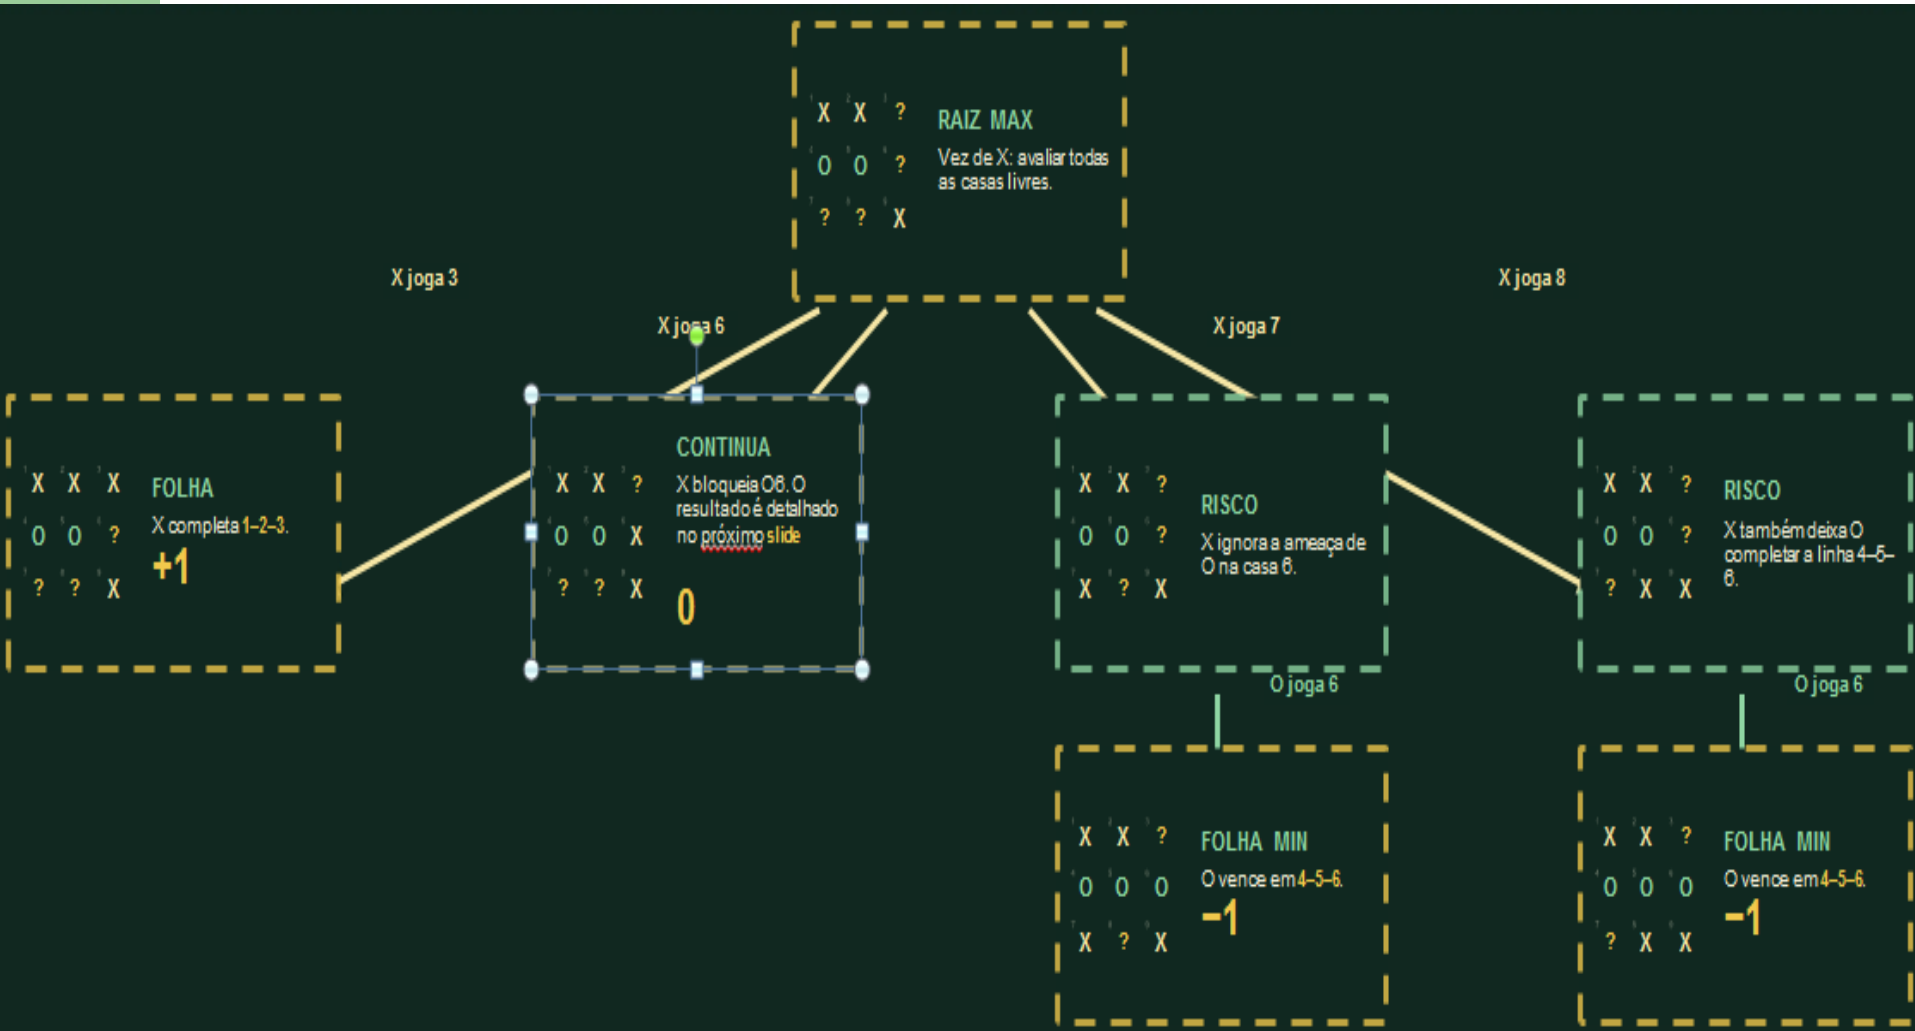 X X ?
O O ?
? ? X
RAIZ MAX
Vez de X: avaliar todas
as casas livres.
X joga 3
X joga 6
X joga 7
X joga 8
X X X
O O ?
? ? X
FOLHA
X completa 1–2–3.
+1
X X ?
O O X
? ? X
CONTINUA
X bloqueia O6. O
resultado é detalhado
no próximo slide
0
X X ?
O O ?
X ? X
RISCO
X ignora a ameaça de
O na casa 6.
X X ?
O O ?
? X X
RISCO
X também deixa O
completar a linha 4–5–
6.
O joga 6
O joga 6
X X ?
O O O
X ? X
FOLHA MIN
O vence em 4–5–6.
−1
X X ?
O O O
? X X
FOLHA MIN
O vence em 4–5–6.
−1